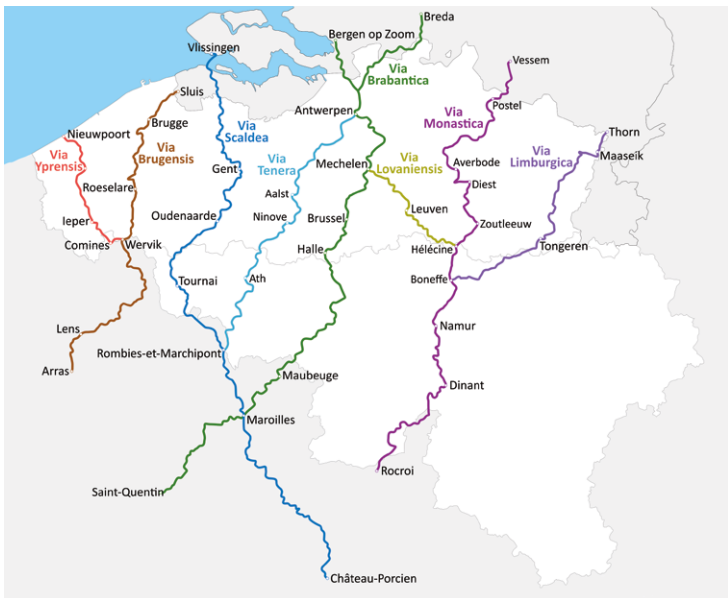 Breda
Bergen op Zoom
Vlissingen
Vessem
Via
Brabantica
Sluis
Postel
Antwerpen
Via
Monastica
Brugge
Nieuwpoort
Via
Scaldea
Thorn
Via
Brugensis
Via
Yprensis
Via
Tenera
Mechelen
Via
Lovaniensis
Averbode
Via
Limburgica
Maaseik
Gent
Roeselare
Diest
Aalst
Leuven
Ieper
Oudenaarde
Ninove
Brussel
Zoutleeuw
Comines
Wervik
Halle
Hélécine
Tongeren
Tournai
Ath
Boneffe
Lens
Namur
Rombies-et-Marchipont
Arras
Maubeuge
Dinant
Maroilles
Rocroi
Saint-Quentin
Château-Porcien